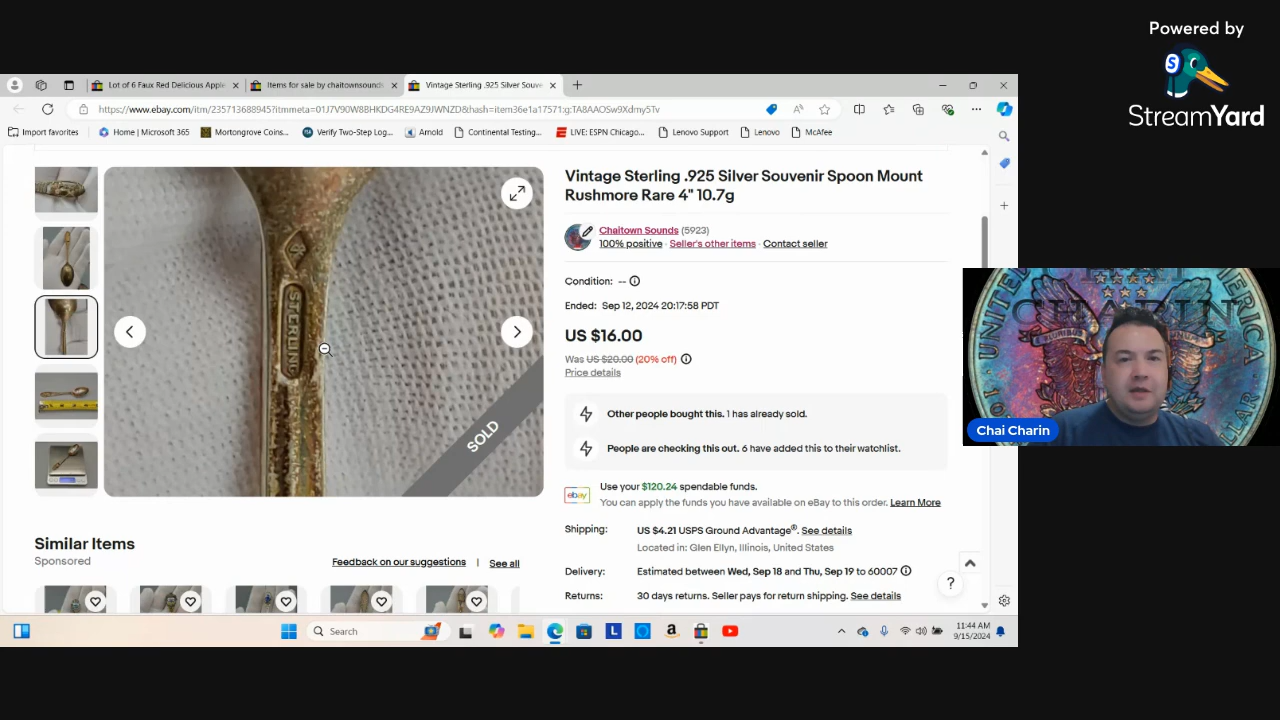 Powered by
StreamYard
Lot of 6 Faux Red Delicious Apple
Items for sale by chaitownsounds
Vintage Sterling .925 Silver Souve
https://www.ebay.com/itm/235713688945?itmmeta=01J7V90W8BHKDG4RE9AZ9JWNZD&hash=item36e1a17571:g:TA8AAOSw9Xdmy5Tv
Import favorites
Home | Microsoft 365
Mortongrove Coins...
Verify Two-Step Log...
Arnold
Continental Testing...
LIVE: ESPN Chicago...
Lenovo Support
Lenovo
McAfee
STERLING
SOLD
Vintage Sterling .925 Silver Souvenir Spoon Mount
Rushmore Rare 4" 10.7g
Chaitown Sounds (5923)
100% positive · Seller's other items · Contact seller
Condition: --
Ended: Sep 12, 2024 20:17:58 PDT
US $16.00
Was US $20.00 (20% off)
Price details
Other people bought this. 1 has already sold.
People are checking this out. 6 have added this to their watchlist.
ebay
Use your $120.24 spendable funds.
You can apply the funds you have available on eBay to this order. Learn More
Shipping: US $4.21 USPS Ground Advantage®. See details
Located in: Glen Ellyn, Illinois, United States
Delivery: Estimated between Wed, Sep 18 and Thu, Sep 19 to 60007
Returns: 30 days returns. Seller pays for return shipping. See details
Similar Items
Sponsored
Feedback on our suggestions | See all
CHARIN
UNITED
PLURIBUS
DOLLAR
Chai Charin
Search
11:44 AM
9/15/2024